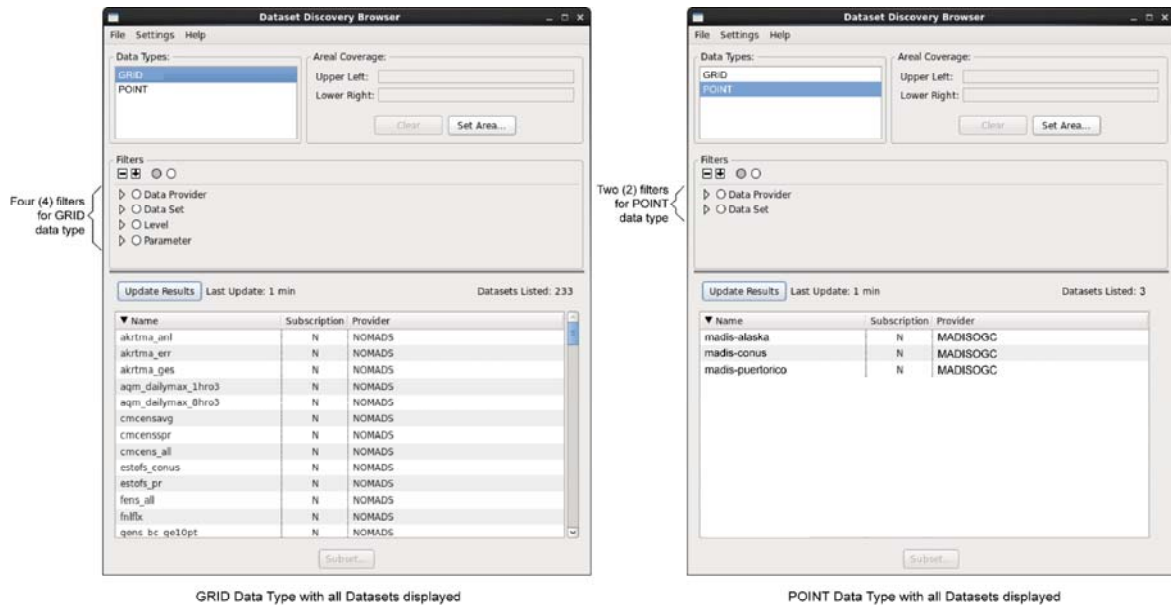 Dataset Discovery Browser
File Settings Help
Data Types:
GRID
POINT
Areal Coverage:
Upper Left:
Lower Right:
Clear
Set Area...
Filters
Data Provider
Data Set
Level
Parameter
Four (4) filters
for GRID
data type
Update Results Last Update: 1 min Datasets Listed: 233
Name Subscription Provider
akrtma_anl N NOMADS
akrtma_err N NOMADS
akrtma_ges N NOMADS
aqm_dailymax_1hro3 N NOMADS
aqm_dailymax_8hro3 N NOMADS
cmcensavg N NOMADS
cmcensspr N NOMADS
cmcens_all N NOMADS
estofs_conus N NOMADS
estofs_pr N NOMADS
fens_all N NOMADS
fnlflx N NOMADS
gens_bc_ge10pt N NOMADS
Subset...
GRID Data Type with all Datasets displayed
Dataset Discovery Browser
File Settings Help
Data Types:
GRID
POINT
Areal Coverage:
Upper Left:
Lower Right:
Clear
Set Area...
Filters
Data Provider
Data Set
Two (2) filters
for POINT
data type
Update Results Last Update: 1 min Datasets Listed: 3
Name Subscription Provider
madis-alaska N MADISOGC
madis-conus N MADISOGC
madis-puertorico N MADISOGC
Subset...
POINT Data Type with all Datasets displayed